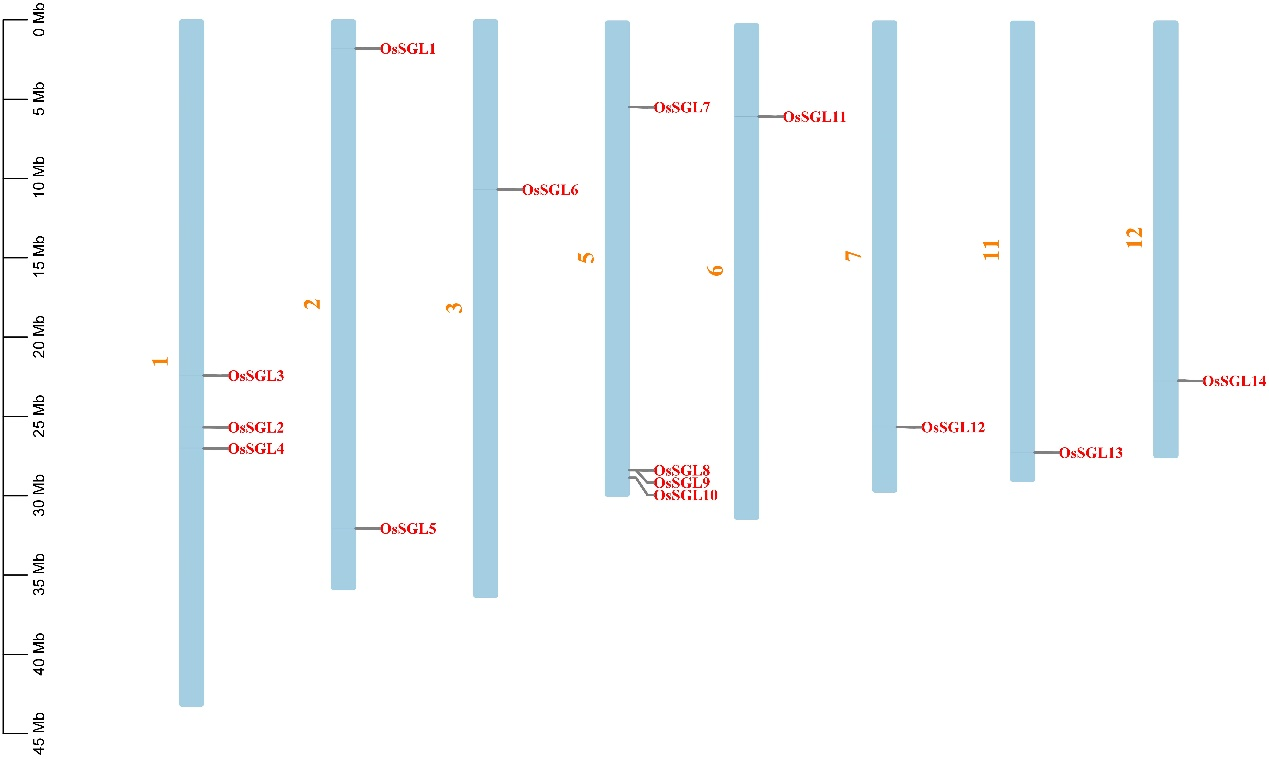 0 Mb
5 Mb
10 Mb
15 Mb
20 Mb
25 Mb
30 Mb
35 Mb
40 Mb
45 Mb
1
OsSGL3
OsSGL2
OsSGL4
2
OsSGL1
OsSGL5
3
OsSGL6
5
OsSGL7
OsSGL8
OsSGL9
OsSGL10
6
OsSGL11
7
OsSGL12
11
OsSGL13
12
OsSGL14